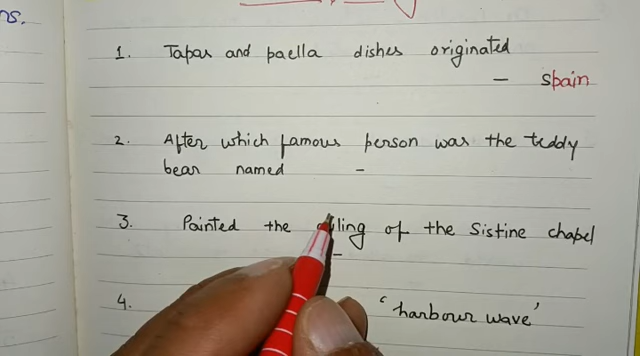 ns.
1. Tapas and paella dishes originated
– spain
2. After which famous person was the teddy
bear named –
3. Painted the of the Sistine chapel
–
4. 'harbour wave'